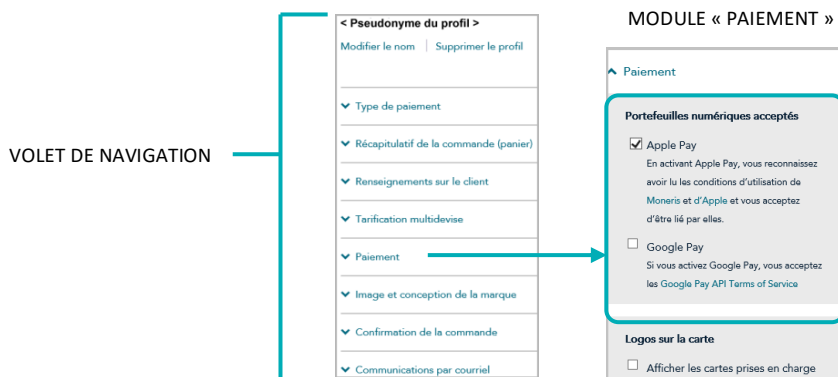 MODULE « PAIEMENT »
VOLET DE NAVIGATION
< Pseudonyme du profil >
Modifier le nom | Supprimer le profil
Type de paiement
Récapitulatif de la commande (panier)
Renseignements sur le client
Tarification multidevise
Paiement
Image et conception de la marque
Confirmation de la commande
Communications par courriel
Paiement
Portefeuilles numériques acceptés
Apple Pay
En activant Apple Pay, vous reconnaissez
avoir lu les conditions d'utilisation de
Moneris et d'Apple et vous acceptez
d'être lié par elles.
Google Pay
Si vous activez Google Pay, vous acceptez
les Google Pay API Terms of Service
Logos sur la carte
Afficher les cartes prises en charge